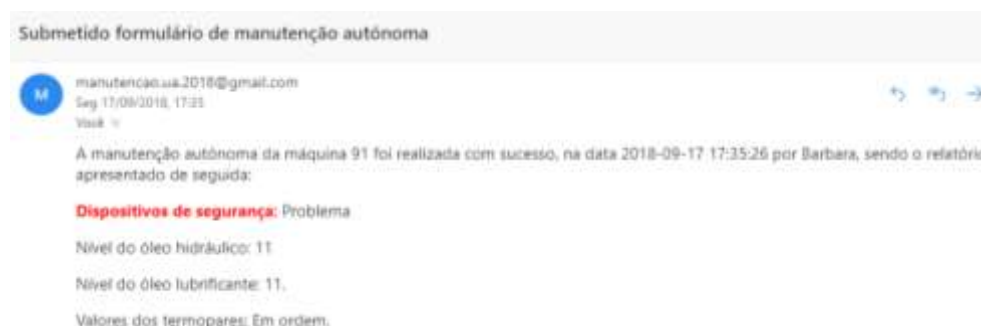 Submetido formulário de manutenção autónoma
M
manutencao.ua.2018@gmail.com
Seg 17/09/2018, 17:35
Você
A manutenção autónoma da máquina 91 foi realizada com sucesso, na data 2018-09-17 17:35:26 por Barbara, sendo o relatório
apresentado de seguida:
Dispositivos de segurança: Problema
Nível do óleo hidráulico: 11
Nível do óleo lubrificante: 11.
Valores dos termopares: Em ordem.